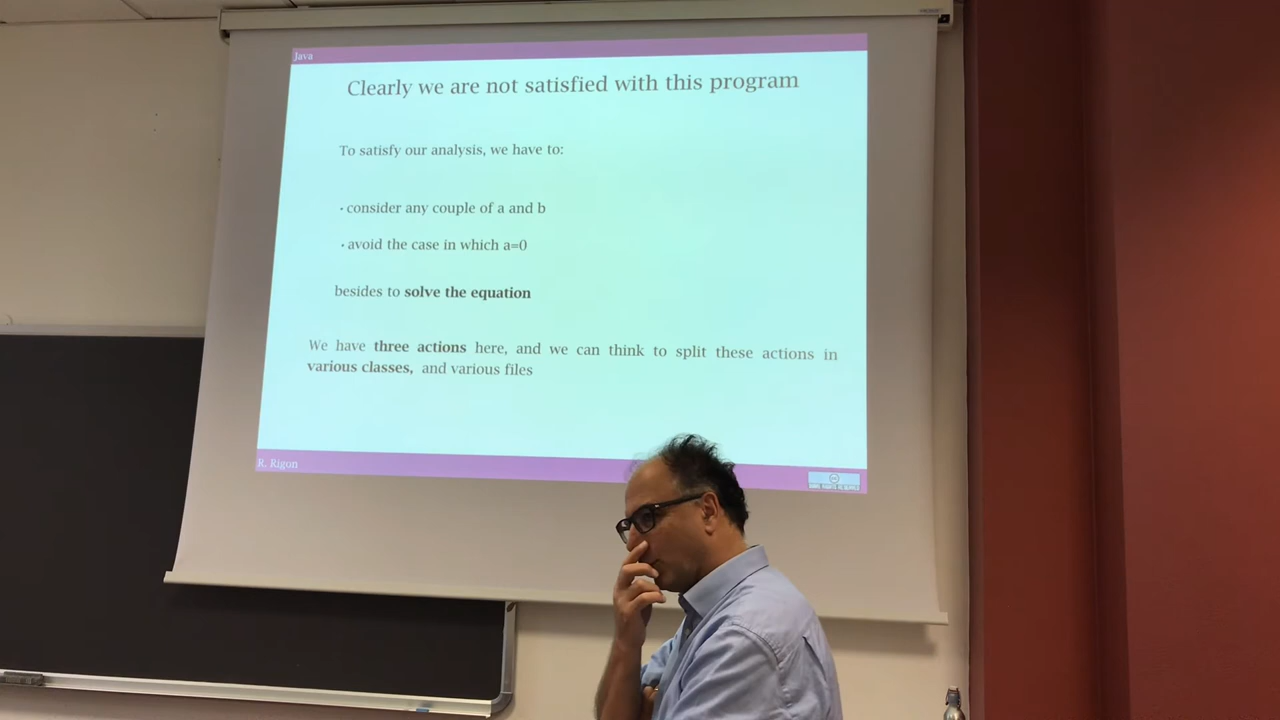 Java
Clearly we are not satisfied with this program
To satisfy our analysis, we have to:
· consider any couple of a and b
· avoid the case in which a=0
besides to solve the equation
We have three actions here, and we can think to split these actions in
various classes, and various files
R. Rigon